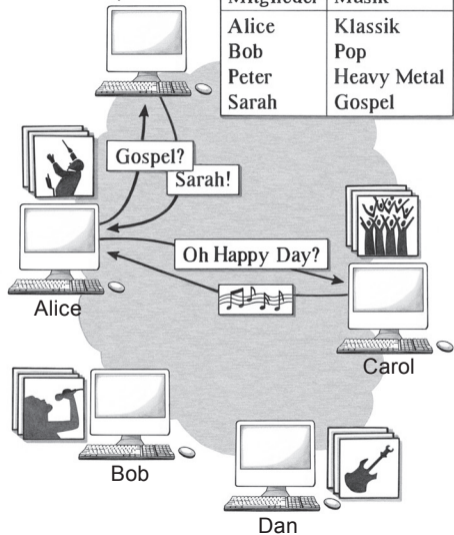 Mitglieder Musik
Alice Klassik
Bob Pop
Peter Heavy Metal
Sarah Gospel
Gospel?
Sarah!
Oh Happy Day?
Alice
Carol
Bob
Dan